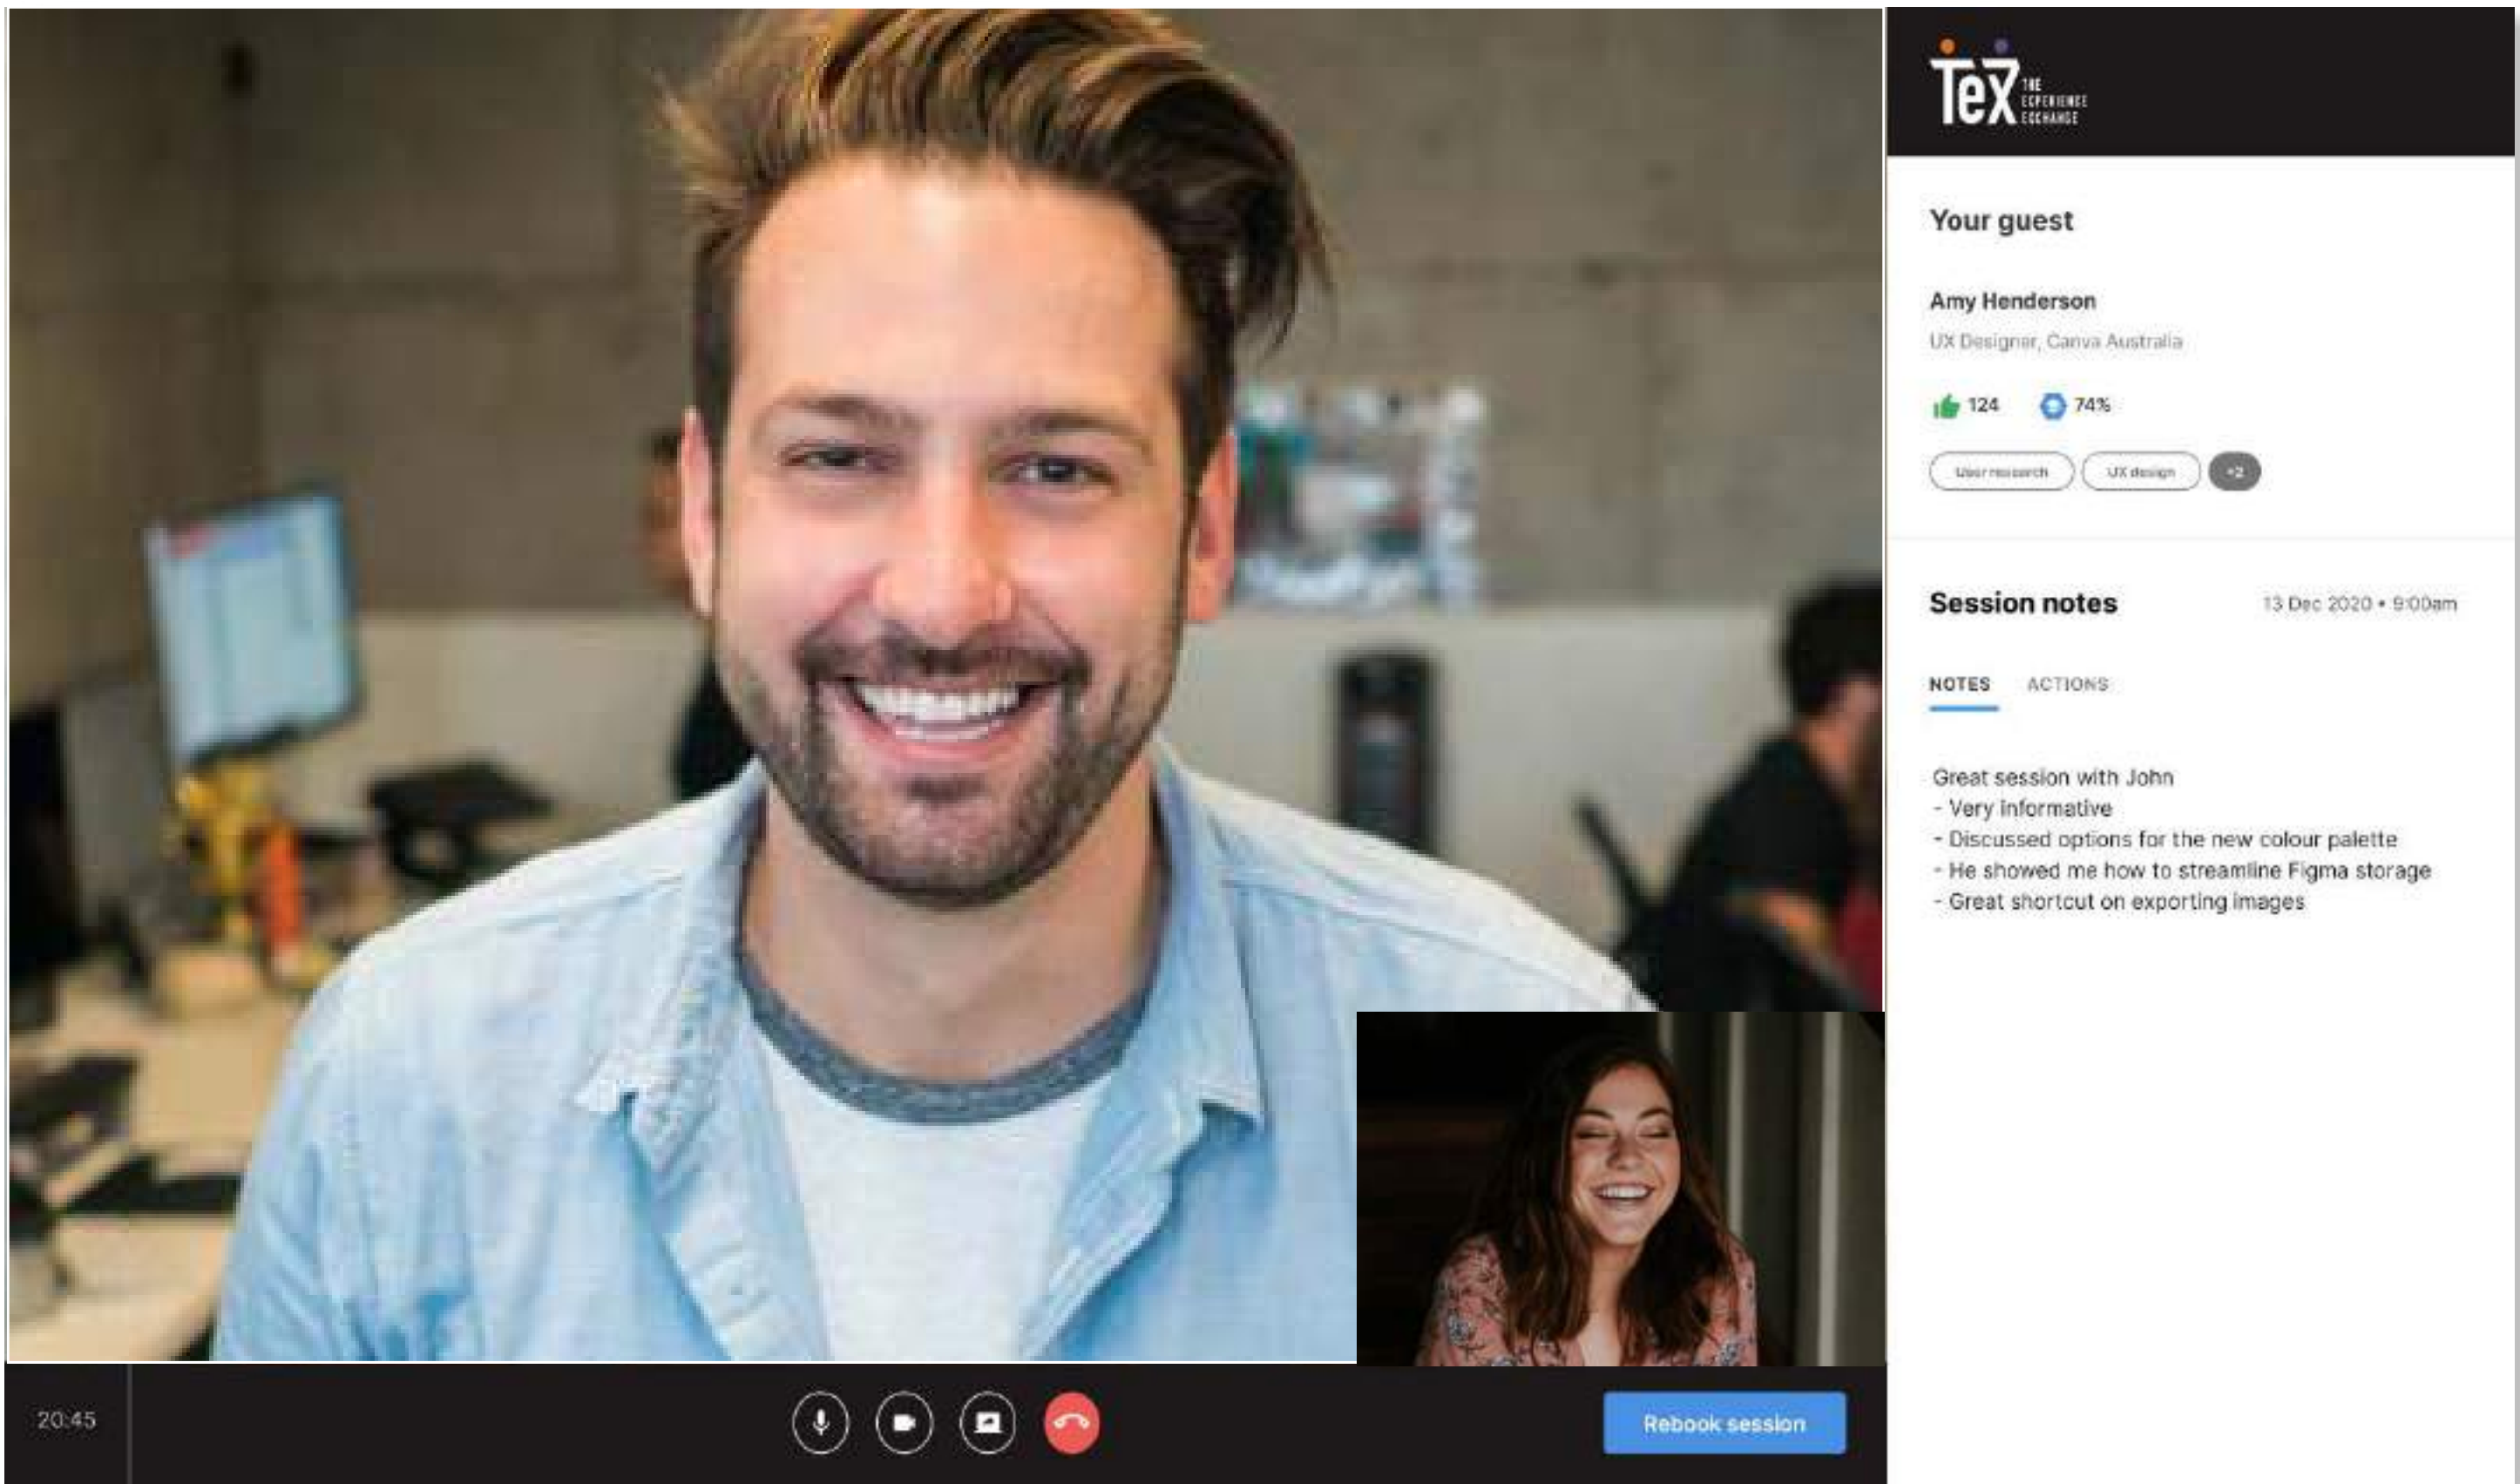 TeX THE
EXPERIENCE
EXCHANGE
Your guest
Amy Henderson
UX Designer, Canva Australia
124 74%
User research UX design +2
Session notes 13 Dec 2020 • 9:00am
NOTES ACTIONS
Great session with John
- Very informative
- Discussed options for the new colour palette
- He showed me how to streamline Figma storage
- Great shortcut on exporting images
20:45 Rebook session